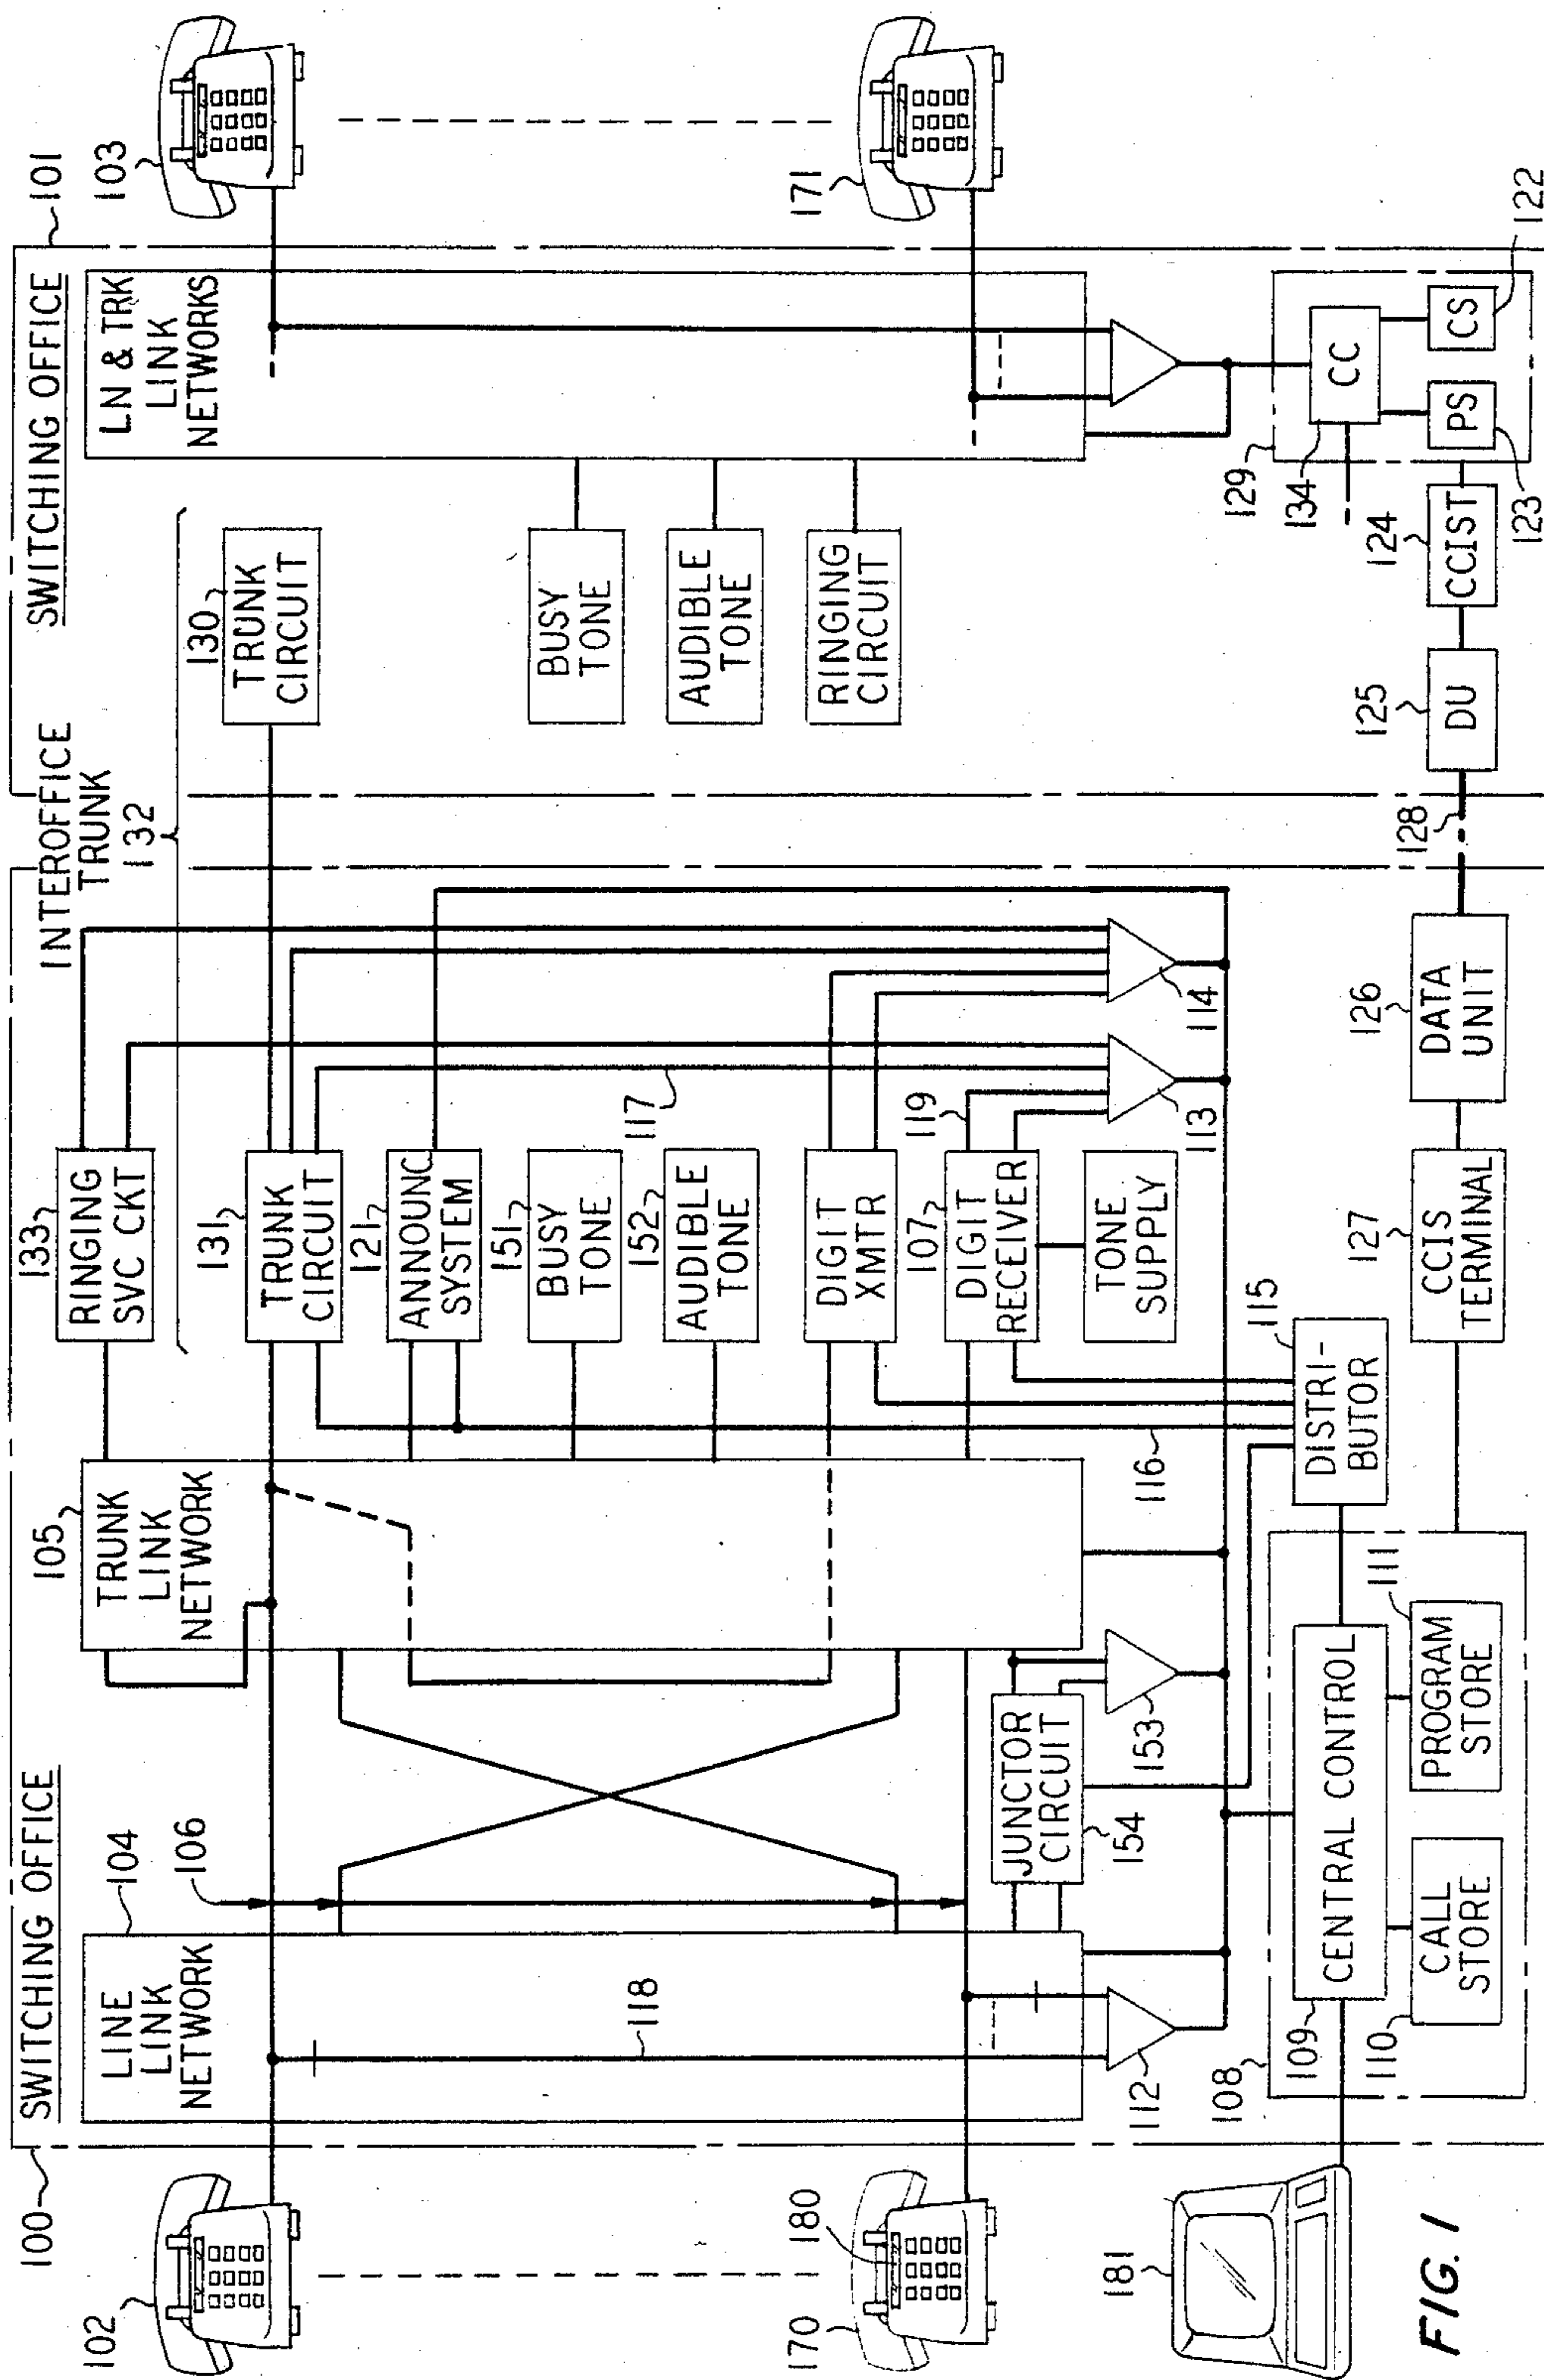 100
SWITCHING OFFICE
INTEROFFICE
TRUNK
132
SWITCHING OFFICE
101
102
104
LINE
LINK
NETWORK
106
105
TRUNK
LINK
NETWORK
133
RINGING
SVC CKT
131
TRUNK
CIRCUIT
130
TRUNK
CIRCUIT
LN & TRK
LINK
NETWORKS
103
121
ANNOUNC
SYSTEM
151
BUSY
TONE
BUSY
TONE
118
152
AUDIBLE
TONE
117
AUDIBLE
TONE
170
180
DIGIT
XMTR
RINGING
CIRCUIT
171
107
DIGIT
RECEIVER
119
JUNCTOR
CIRCUIT
154
TONE
SUPPLY
112
153
116
113
114
181
108
109
CENTRAL CONTROL
115
DISTRI-
BUTOR
129
134
CC
110
CALL
STORE
111
PROGRAM
STORE
127
CCIS
TERMINAL
126
DATA
UNIT
128
125
DU
124
CCIST
123
PS
CS
122
FIG. 1